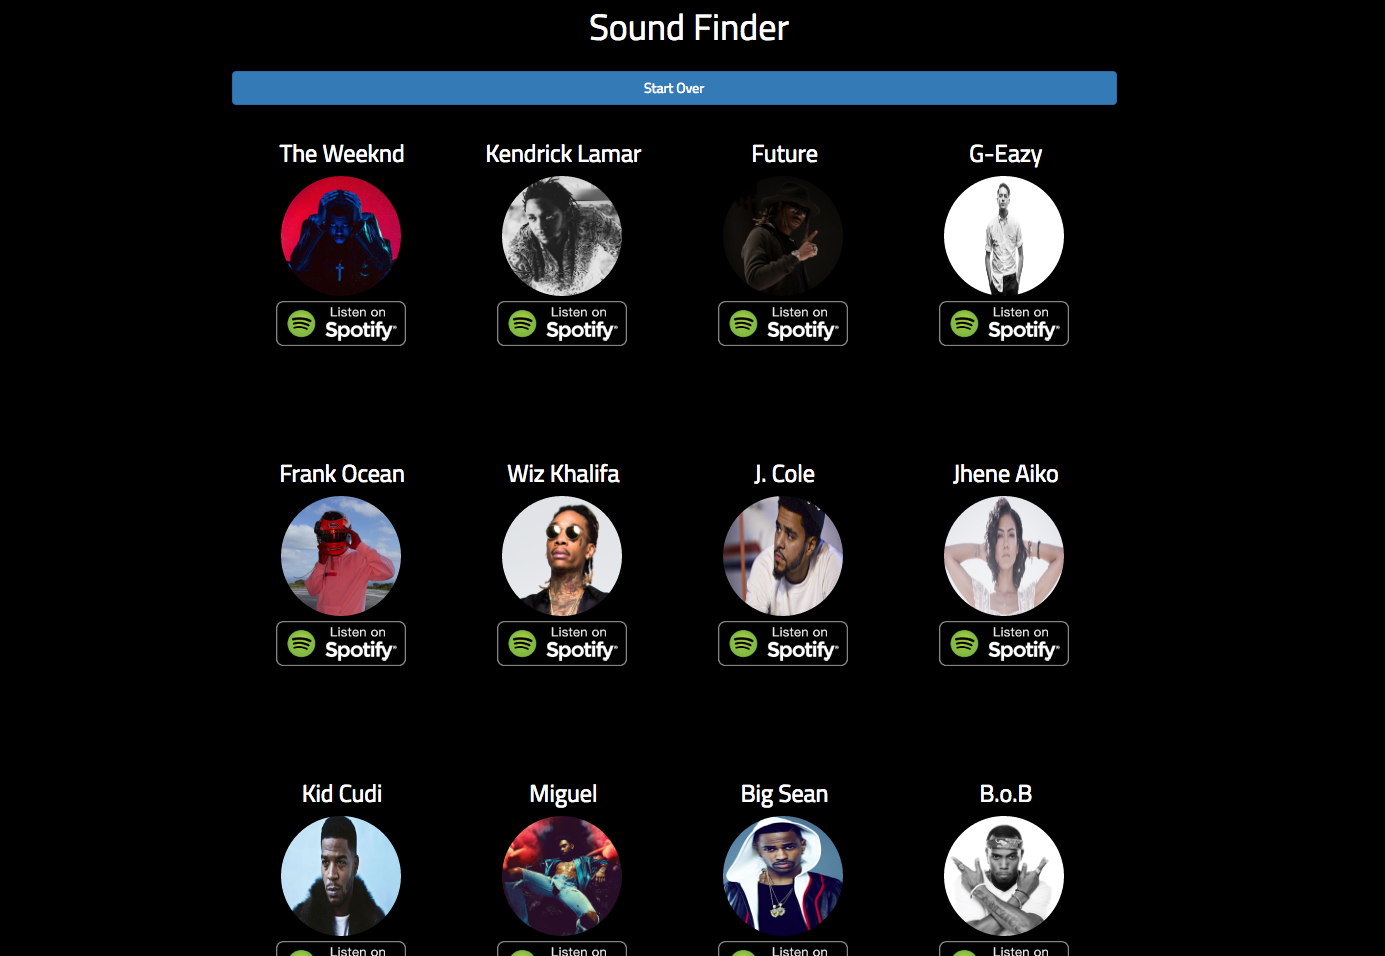 Sound Finder
Start Over
The Weeknd
Kendrick Lamar
Future
G-Eazy
Listen on
Spotify®
Listen on
Spotify®
Listen on
Spotify®
Listen on
Spotify®
Frank Ocean
Wiz Khalifa
J. Cole
Jhene Aiko
Listen on
Spotify®
Listen on
Spotify®
Listen on
Spotify®
Listen on
Spotify®
Kid Cudi
Miguel
Big Sean
B.o.B
Listen on
Listen on
Listen on
Listen on